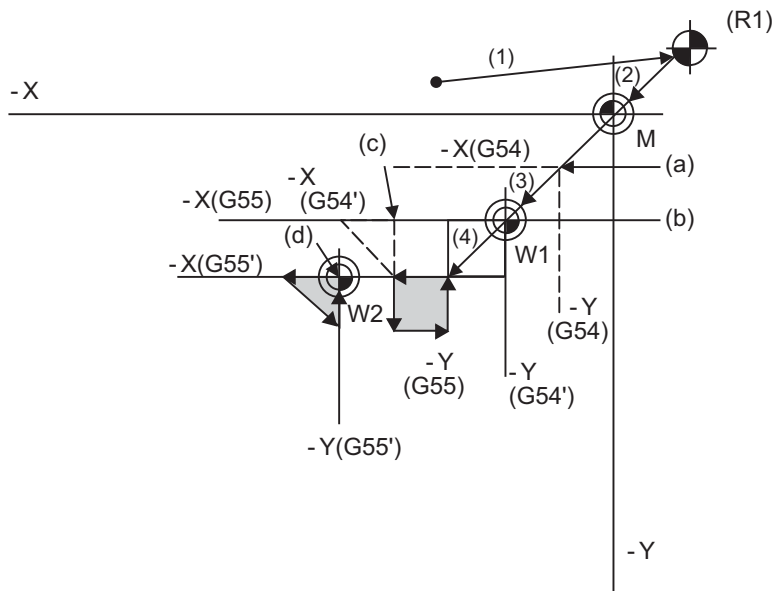 (R1)
(1)
(2)
- X
M
(c)
- X(G54)
(a)
- X
(G54')
(3)
- X(G55)
(b)
(d)
(4)
W1
- X(G55')
W2
- Y
(G54)
- Y
(G55)
- Y
(G54')
- Y(G55')
- Y